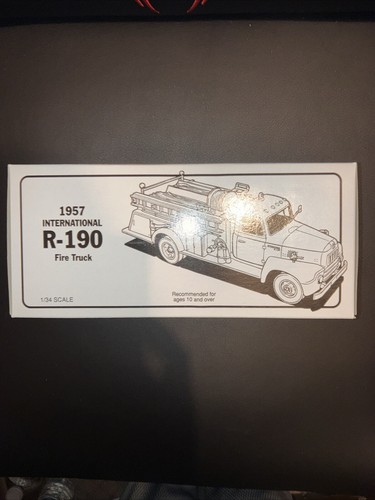 1957
INTERNATIONAL
R-190
Fire Truck
1/34 SCALE
Recommended for
ages 10 and over